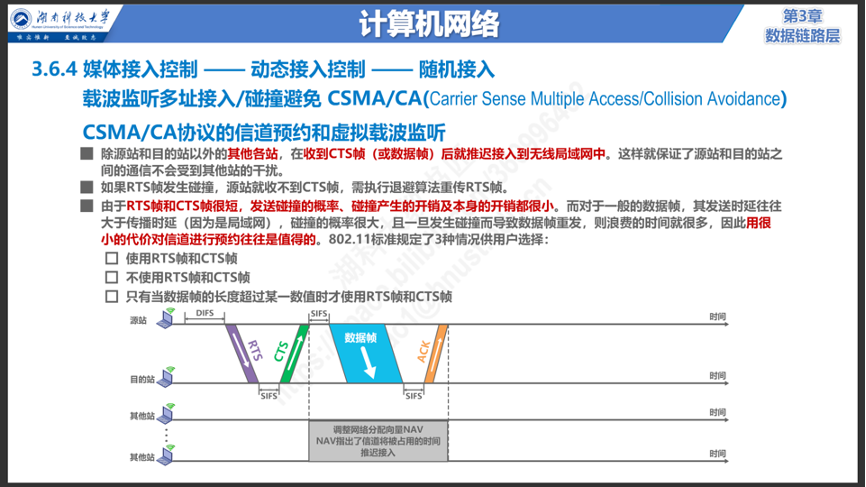 湖南科技大学
Hunan University of Science and Technology
唯实惟新 至诚致志
计算机网络
第3章
数据链路层
3.6.4 媒体接入控制 —— 动态接入控制 —— 随机接入
载波监听多址接入/碰撞避免 CSMA/CA(Carrier Sense Multiple Access/Collision Avoidance)
CSMA/CA协议的信道预约和虚拟载波监听
除源站和目的站以外的其他各站，在收到CTS帧（或数据帧）后就推迟接入到无线局域网中。这样就保证了源站和目的站之
间的通信不会受到其他站的干扰。
如果RTS帧发生碰撞，源站就收不到CTS帧，需执行退避算法重传RTS帧。
由于RTS帧和CTS帧很短，发送碰撞的概率、碰撞产生的开销及本身的开销都很小。而对于一般的数据帧，其发送时延往往
大于传播时延（因为是局域网），碰撞的概率很大，且一旦发生碰撞而导致数据帧重发，则浪费的时间就很多，因此用很
小的代价对信道进行预约往往是值得的。802.11标准规定了3种情况供用户选择：
使用RTS帧和CTS帧
不使用RTS帧和CTS帧
只有当数据帧的长度超过某一数值时才使用RTS帧和CTS帧
源站
DIFS
SIFS
时间
RTS
CTS
数据帧
ACK
目的站
SIFS
SIFS
时间
其他站
时间
调整网络分配向量NAV
NAV指出了信道将被占用的时间
推迟接入
其他站
时间